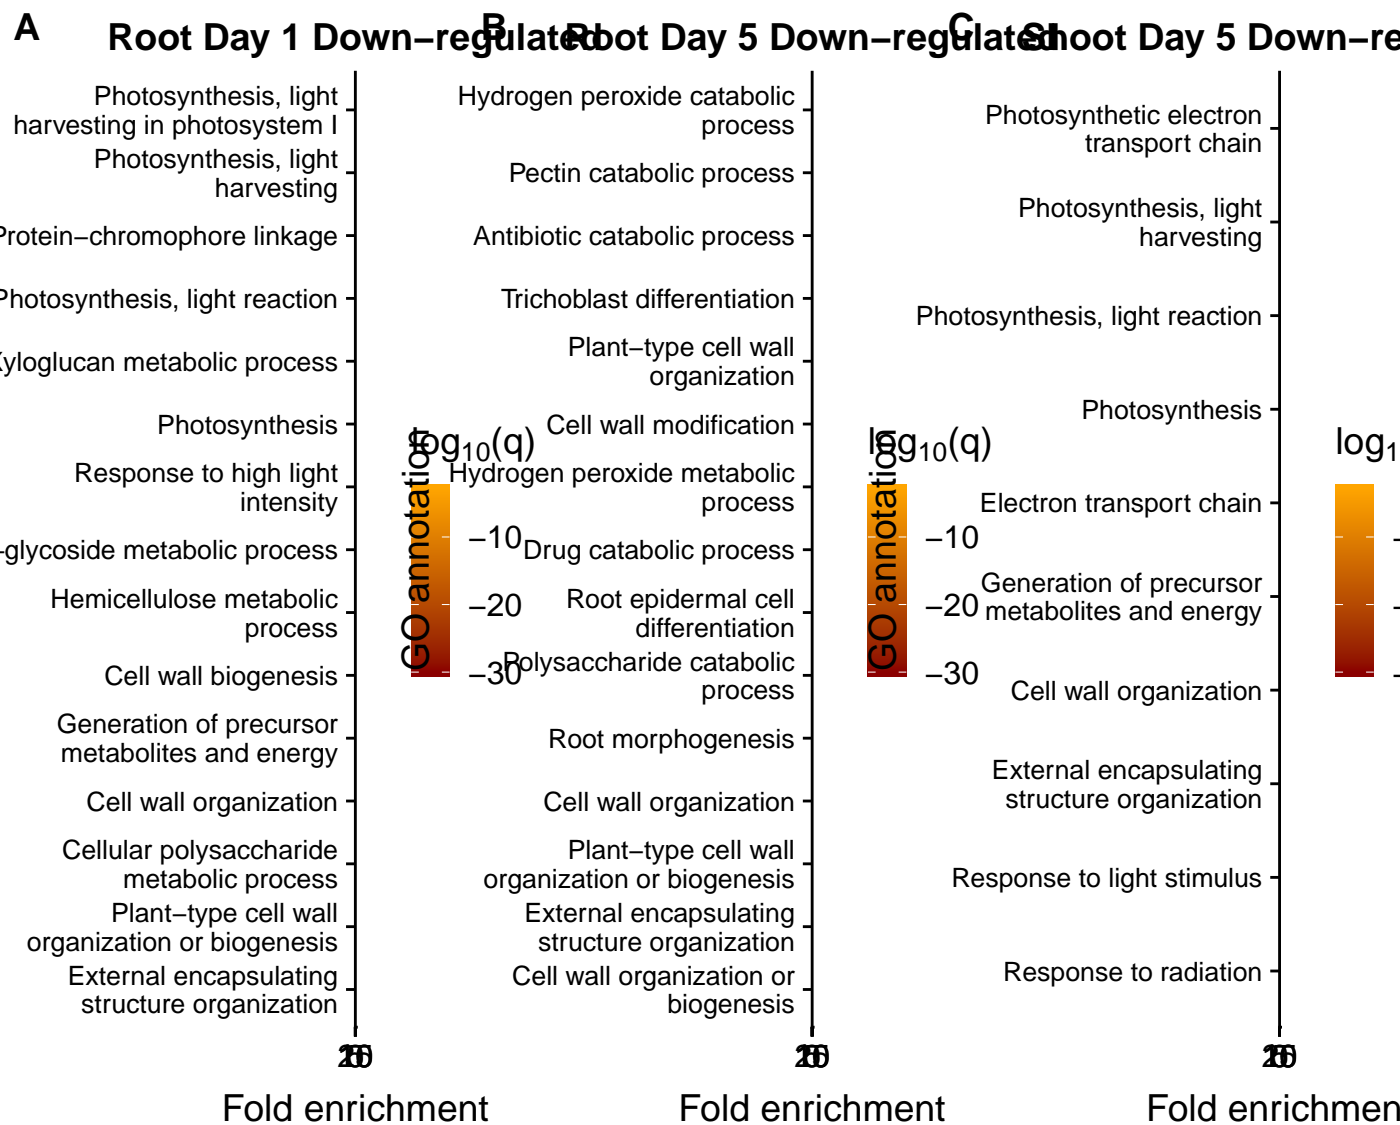 A
Root Day 1 Down−regulated
Photosynthesis, light
harvesting in photosystem I
Photosynthesis, light
harvesting
Protein−chromophore linkage
Photosynthesis, light reaction
Xyloglucan metabolic process
Photosynthesis
Response to high light
intensity
−glycoside metabolic process
Hemicellulose metabolic
process
Cell wall biogenesis
Generation of precursor
metabolites and energy
Cell wall organization
Cellular polysaccharide
metabolic process
Plant−type cell wall
organization or biogenesis
External encapsulating
structure organization
Fold enrichment
log10(q)
−10
−20
−30
B
Root Day 5 Down−regulated
GO annotation
Hydrogen peroxide catabolic
process
Pectin catabolic process
Antibiotic catabolic process
Trichoblast differentiation
Plant−type cell wall
organization
Cell wall modification
Hydrogen peroxide metabolic
process
Drug catabolic process
Root epidermal cell
differentiation
Polysaccharide catabolic
process
Root morphogenesis
Cell wall organization
Plant−type cell wall
organization or biogenesis
External encapsulating
structure organization
Cell wall organization or
biogenesis
Fold enrichment
log10(q)
−10
−20
−30
C
Shoot Day 5 Down−re
GO annotation
Photosynthetic electron
transport chain
Photosynthesis, light
harvesting
Photosynthesis, light reaction
Photosynthesis
Electron transport chain
Generation of precursor
metabolites and energy
Cell wall organization
External encapsulating
structure organization
Response to light stimulus
Response to radiation
Fold enrichmen
log1